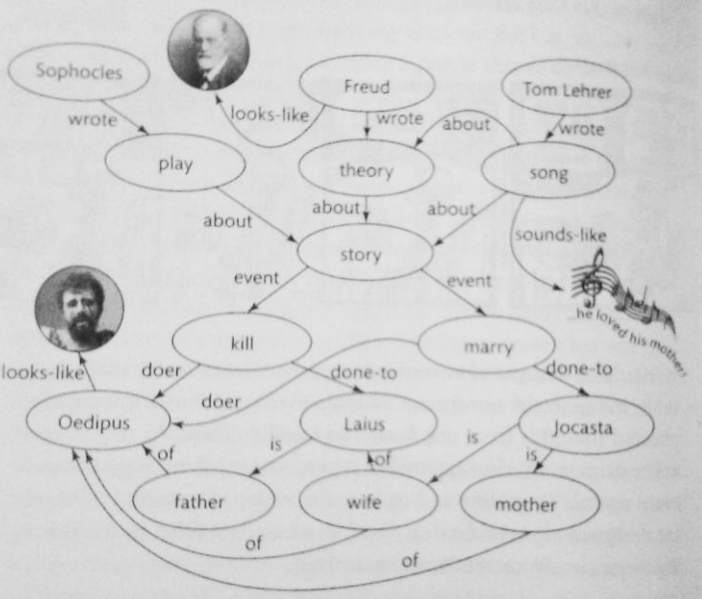 Sophocles
Freud
Tom Lehrer
wrote
looks-like
wrote
about
wrote
play
theory
song
about
about
about
sounds-like
story
event
event
he loved his mother
kill
marry
looks-like
doer
done-to
done-to
doer
Oedipus
Laius
Jocasta
of
is
of
is
is
father
wife
mother
of
of